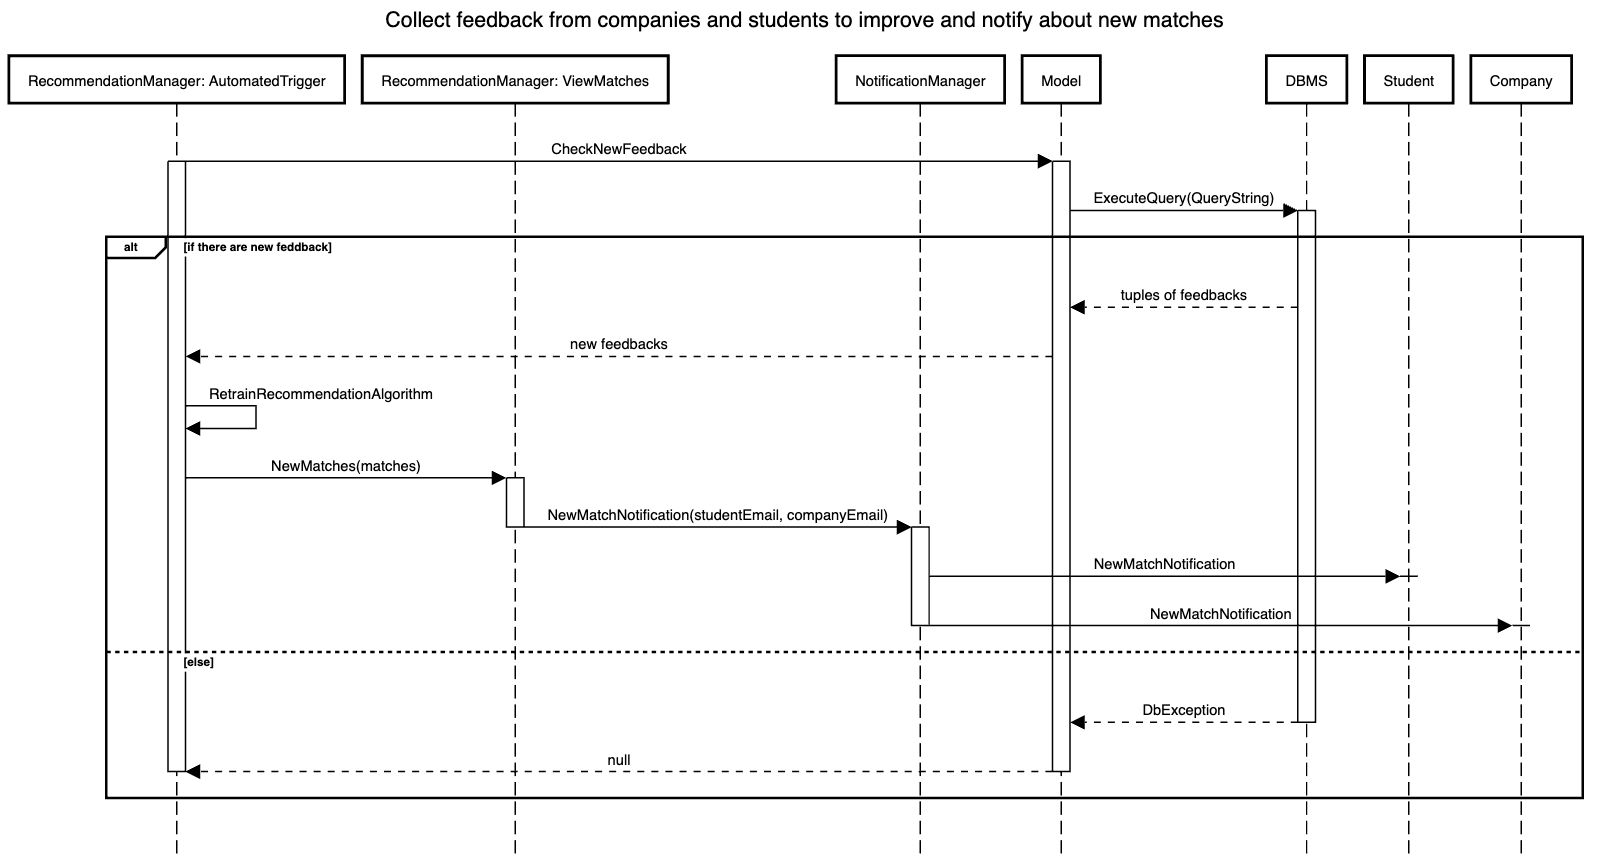 Collect feedback from companies and students to improve and notify about new matches
RecommendationManager: AutomatedTrigger
RecommendationManager: ViewMatches
NotificationManager
Model
DBMS
Student
Company
CheckNewFeedback
ExecuteQuery(QueryString)
alt
[if there are new feddback]
tuples of feedbacks
new feedbacks
RetrainRecommendationAlgorithm
NewMatches(matches)
NewMatchNotification(studentEmail, companyEmail)
NewMatchNotification
NewMatchNotification
[else]
DbException
null